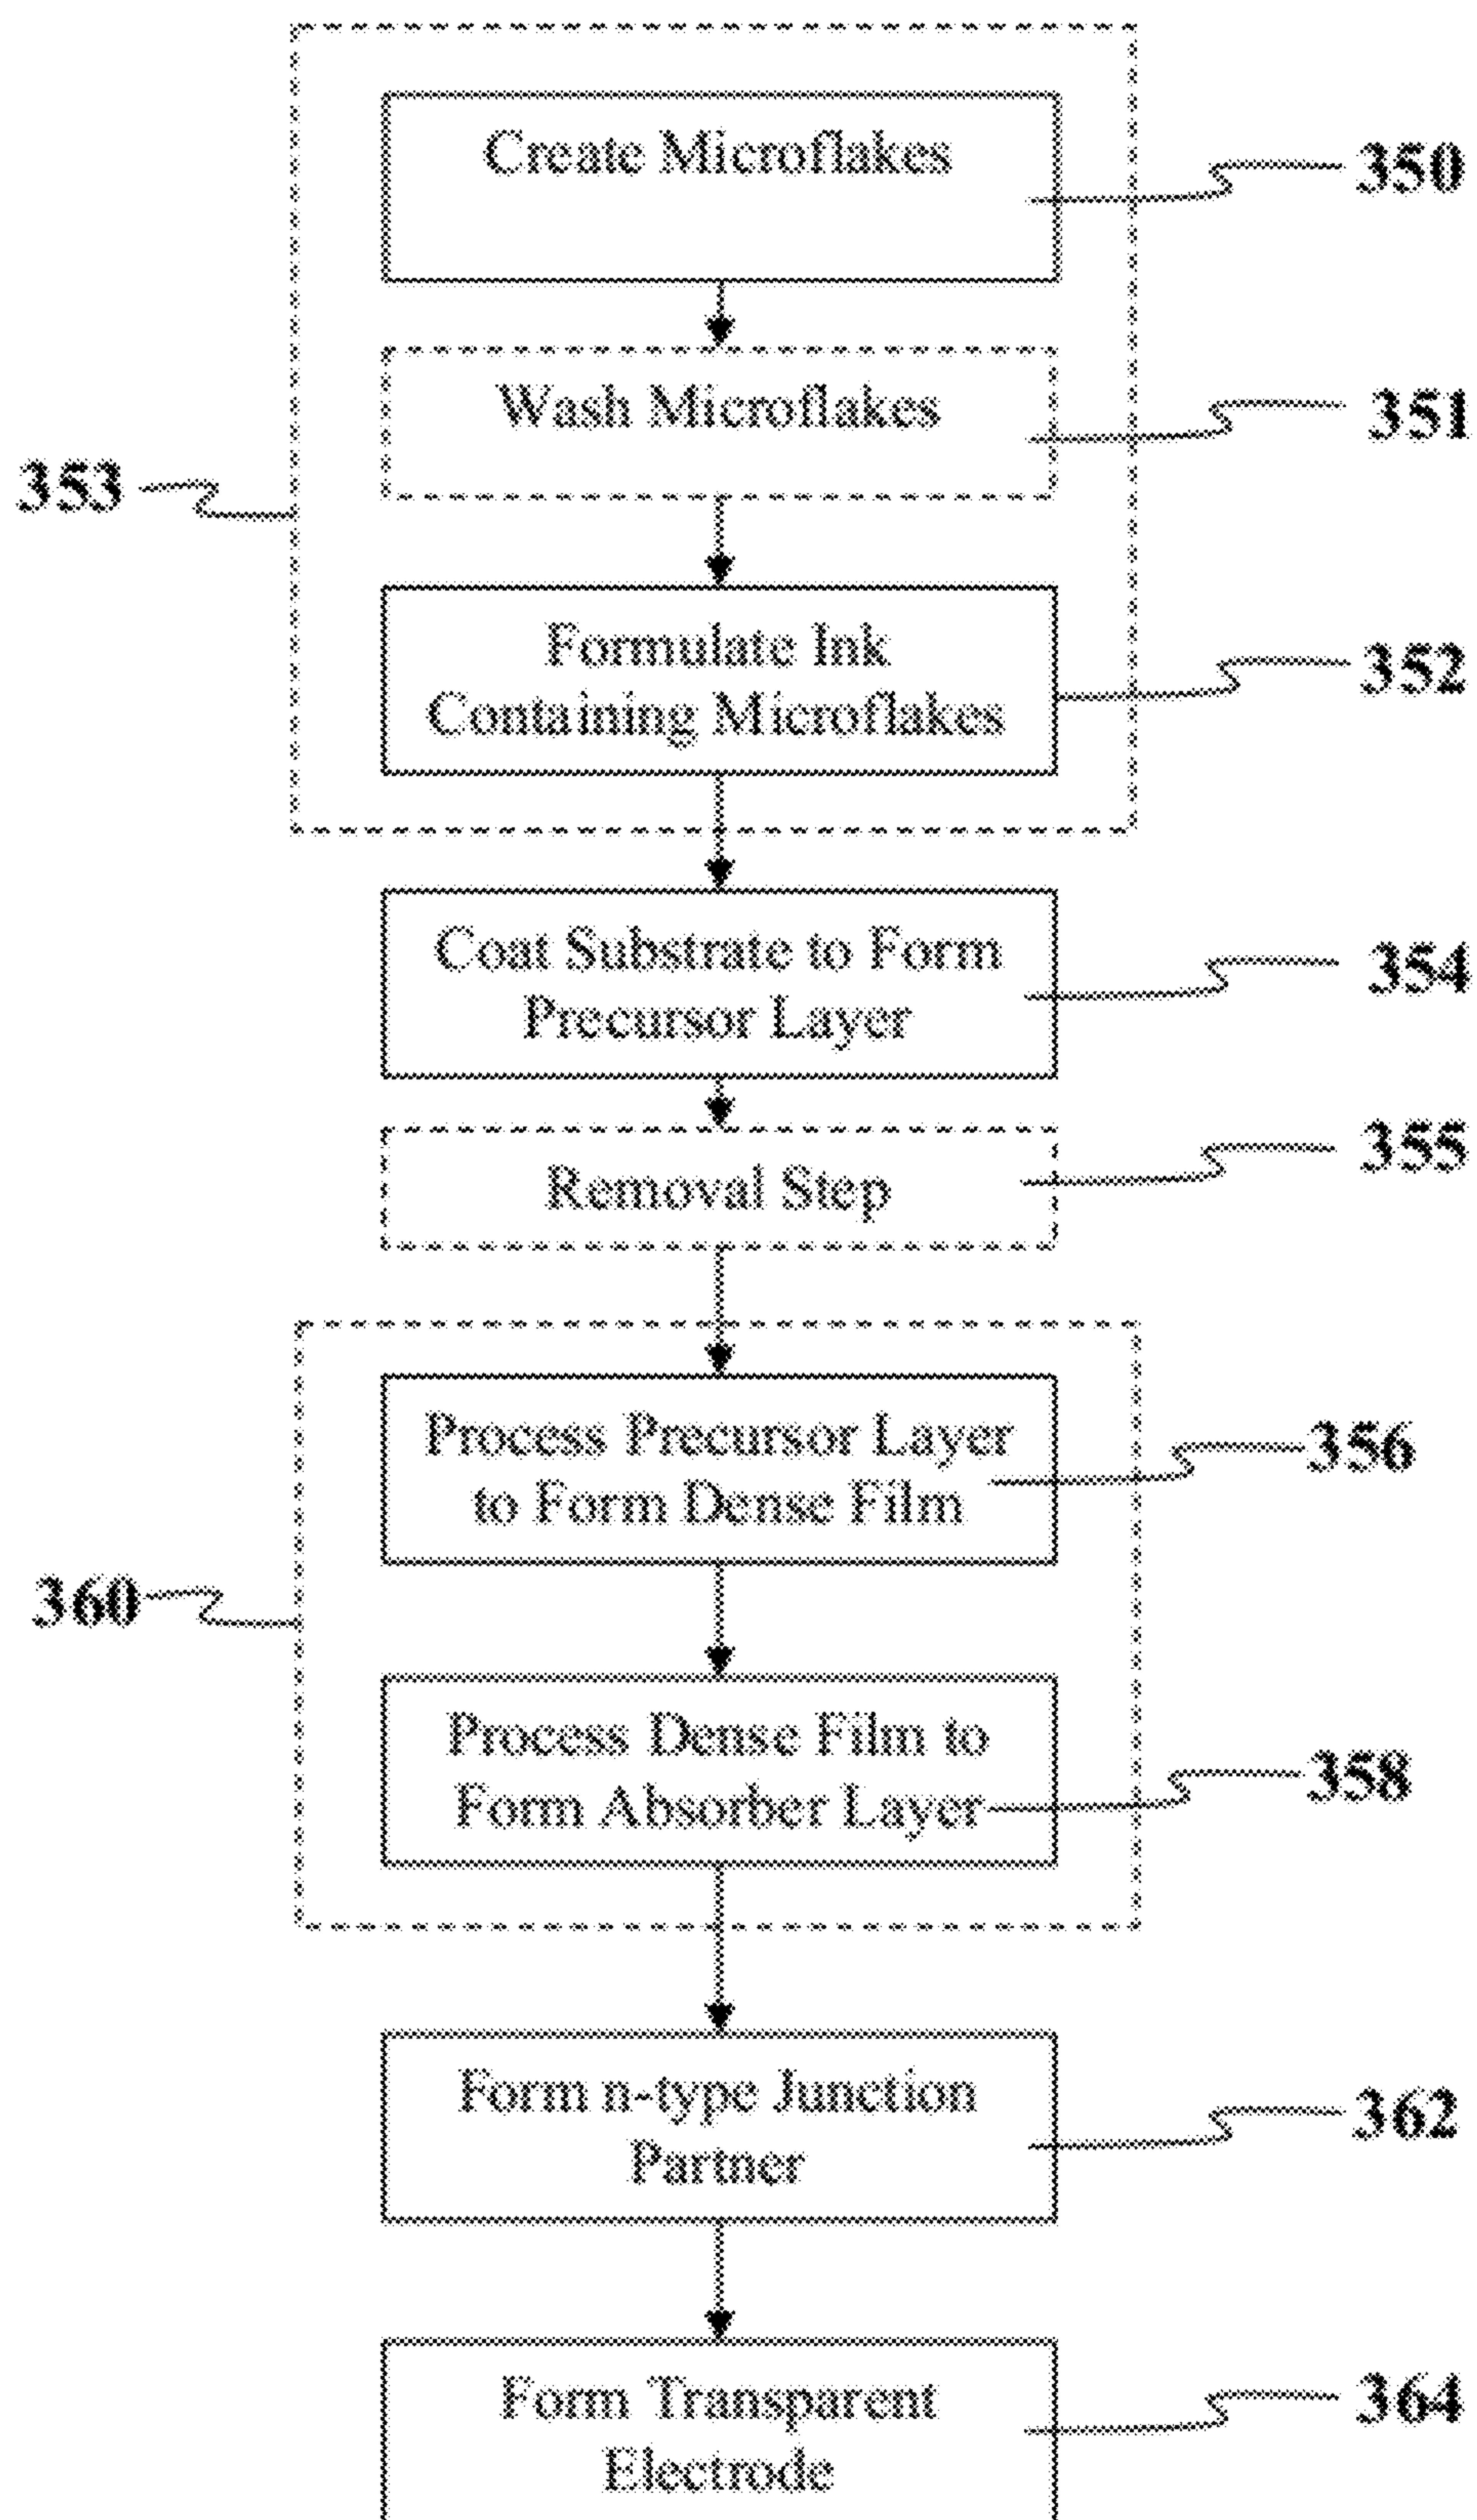 Create Microflakes
350
Wash Microflakes
351
353
Formulate Ink
Containing Microflakes
352
Coat Substrate to Form
Precursor Layer
354
Removal Step
355
Process Precursor Layer
to Form Dense Film
356
360
Process Dense Film to
Form Absorber Layer
358
Form n-type Junction
Partner
362
Form Transparent
Electrode
364